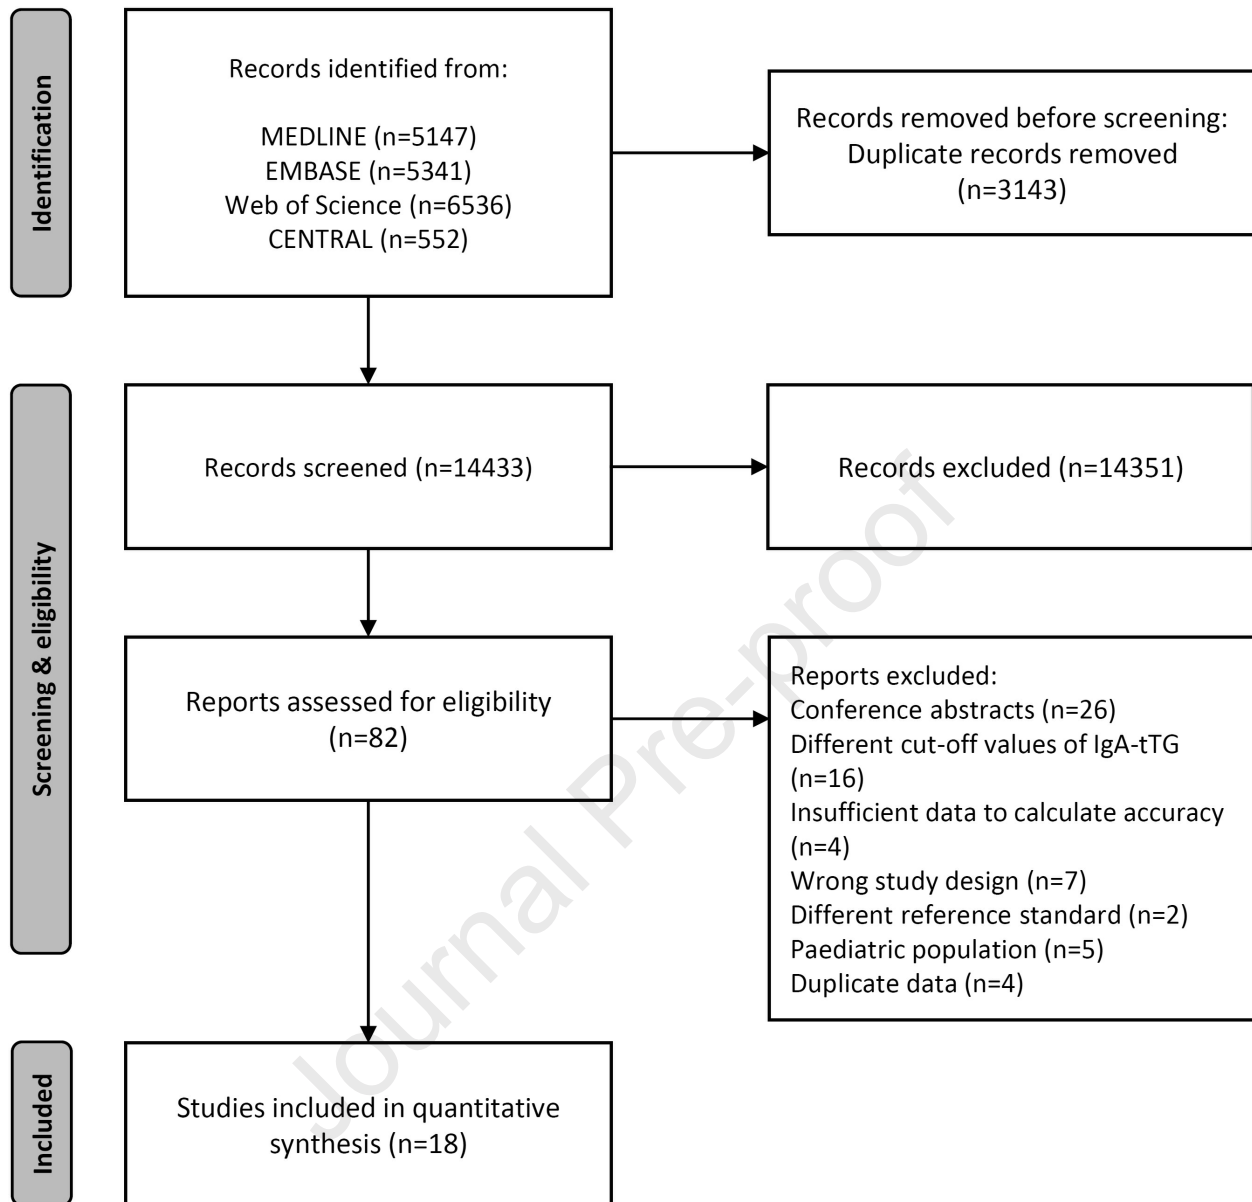 Identification
Records identified from:
MEDLINE (n=5147)
EMBASE (n=5341)
Web of Science (n=6536)
CENTRAL (n=552)
Records removed before screening:
Duplicate records removed
(n=3143)
Screening & eligibility
Records screened (n=14433)
Records excluded (n=14351)
Reports assessed for eligibility
(n=82)
Reports excluded:
Conference abstracts (n=26)
Different cut-off values of IgA-tTG
(n=16)
Insufficient data to calculate accuracy
(n=4)
Wrong study design (n=7)
Different reference standard (n=2)
Paediatric population (n=5)
Duplicate data (n=4)
Included
Studies included in quantitative
synthesis (n=18)
Journal Pre-proof